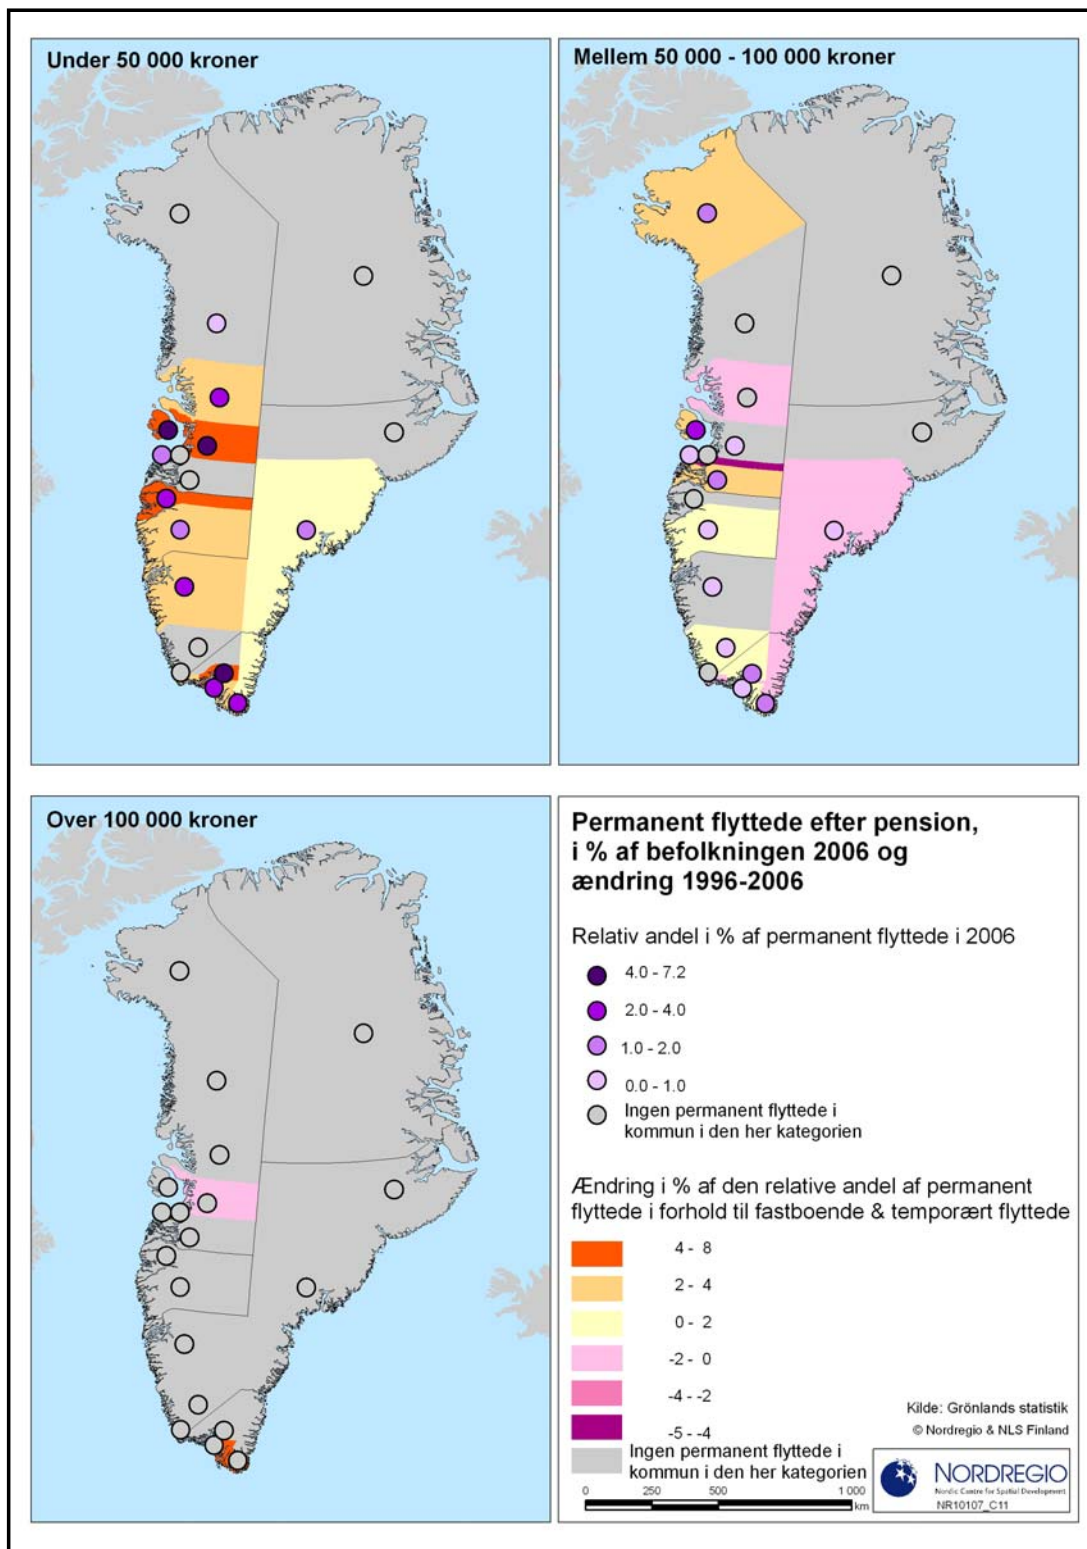 Under 50 000 kroner
Mellem 50 000 - 100 000 kroner
Over 100 000 kroner
Permanent flyttede efter pension,
i % af befolkningen 2006 og
ændring 1996-2006
Relativ andel i % af permanent flyttede i 2006
4.0 - 7.2
2.0 - 4.0
1.0 - 2.0
0.0 - 1.0
Ingen permanent flyttede i
kommun i den her kategorien
Ændring i % af den relative andel af permanent
flyttede i forhold til fastboende & temporært flyttede
4 - 8
2 - 4
0 - 2
-2 - 0
-4 - -2
-5 - -4
Ingen permanent flyttede i
kommun i den her kategorien
Kilde: Grönlands statistik
© Nordregio & NLS Finland
0 250 500 1 000
km
NORDREGIO
Nordic Centre for Spatial Development
NR10107_C11